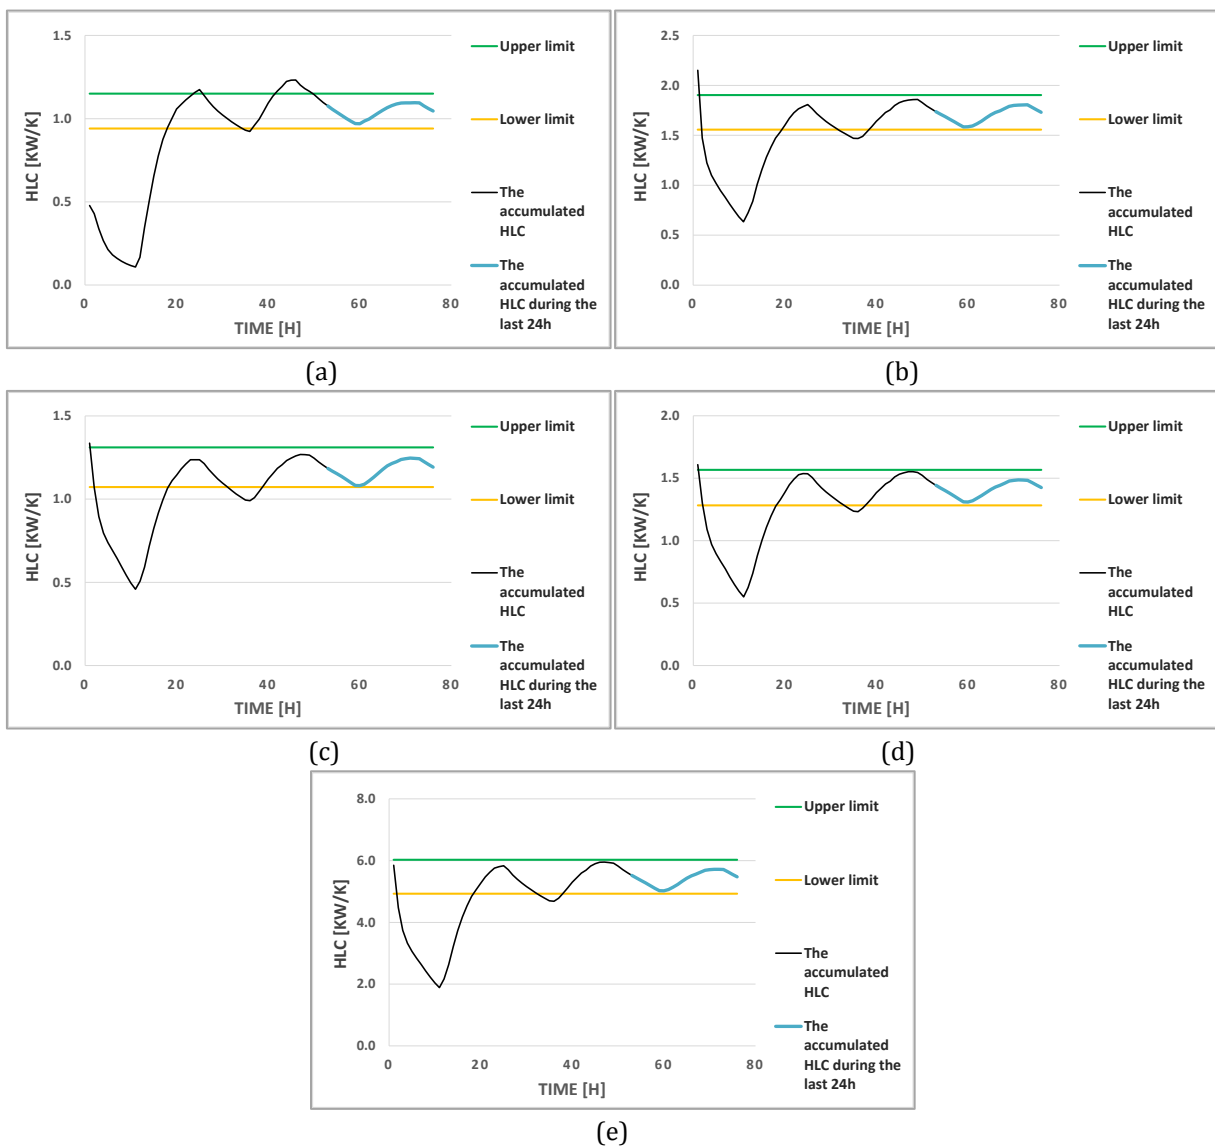 1.5
1.0
0.5
0.0
HLC [KW/K]
0
20
40
60
80
TIME [H]
Upper limit
Lower limit
The
accumulated
HLC
The
accumulated
HLC during the
last 24h
(a)
2.5
2.0
1.5
1.0
0.5
0.0
HLC [KW/K]
0
20
40
60
80
TIME [H]
Upper limit
Lower limit
The
accumulated
HLC
The
accumulated
HLC during the
last 24h
(b)
1.5
1.0
0.5
0.0
HLC [KW/K]
0
20
40
60
80
TIME [H]
Upper limit
Lower limit
The
accumulated
HLC
The
accumulated
HLC during the
last 24h
(c)
2.0
1.5
1.0
0.5
0.0
HLC [KW/K]
0
20
40
60
80
TIME [H]
Upper limit
Lower limit
The
accumulated
HLC
The
accumulated
HLC during the
last 24h
(d)
8.0
6.0
4.0
2.0
0.0
HLC [KW/K]
0
20
40
60
80
TIME [H]
Upper limit
Lower limit
The
accumulated
HLC
The
accumulated
HLC during the
last 24h
(e)